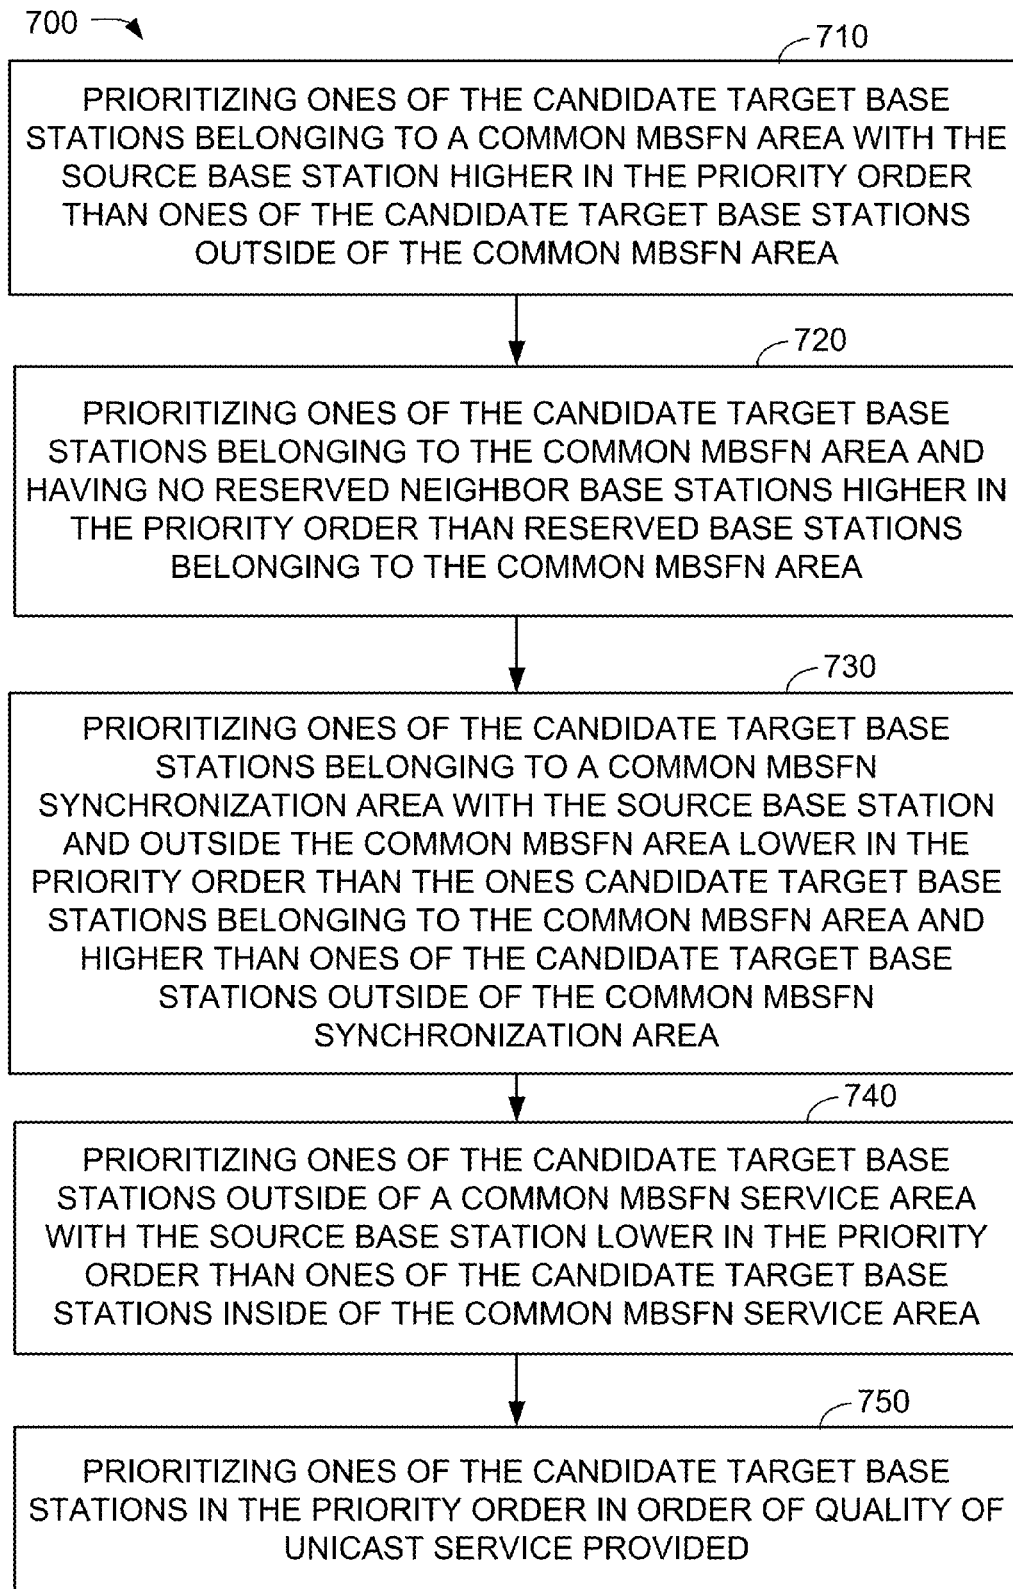 700
710
PRIORITIZING ONES OF THE CANDIDATE TARGET BASE
STATIONS BELONGING TO A COMMON MBSFN AREA WITH THE
SOURCE BASE STATION HIGHER IN THE PRIORITY ORDER
THAN ONES OF THE CANDIDATE TARGET BASE STATIONS
OUTSIDE OF THE COMMON MBSFN AREA
720
PRIORITIZING ONES OF THE CANDIDATE TARGET BASE
STATIONS BELONGING TO THE COMMON MBSFN AREA AND
HAVING NO RESERVED NEIGHBOR BASE STATIONS HIGHER IN
THE PRIORITY ORDER THAN RESERVED BASE STATIONS
BELONGING TO THE COMMON MBSFN AREA
730
PRIORITIZING ONES OF THE CANDIDATE TARGET BASE
STATIONS BELONGING TO A COMMON MBSFN
SYNCHRONIZATION AREA WITH THE SOURCE BASE STATION
AND OUTSIDE THE COMMON MBSFN AREA LOWER IN THE
PRIORITY ORDER THAN THE ONES CANDIDATE TARGET BASE
STATIONS BELONGING TO THE COMMON MBSFN AREA AND
HIGHER THAN ONES OF THE CANDIDATE TARGET BASE
STATIONS OUTSIDE OF THE COMMON MBSFN
SYNCHRONIZATION AREA
740
PRIORITIZING ONES OF THE CANDIDATE TARGET BASE
STATIONS OUTSIDE OF A COMMON MBSFN SERVICE AREA
WITH THE SOURCE BASE STATION LOWER IN THE PRIORITY
ORDER THAN ONES OF THE CANDIDATE TARGET BASE
STATIONS INSIDE OF THE COMMON MBSFN SERVICE AREA
750
PRIORITIZING ONES OF THE CANDIDATE TARGET BASE
STATIONS IN THE PRIORITY ORDER IN ORDER OF QUALITY OF
UNICAST SERVICE PROVIDED